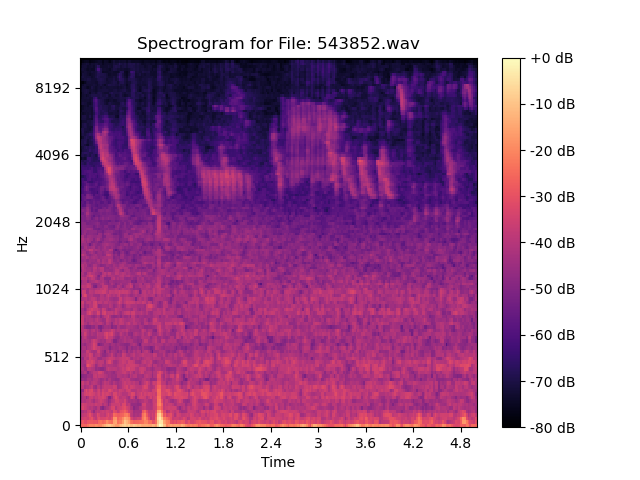 Spectrogram for File: 543852.wav
8192
4096
2048
1024
512
0
Hz
0 0.6 1.2 1.8 2.4 3 3.6 4.2 4.8
Time
+0 dB
-10 dB
-20 dB
-30 dB
-40 dB
-50 dB
-60 dB
-70 dB
-80 dB